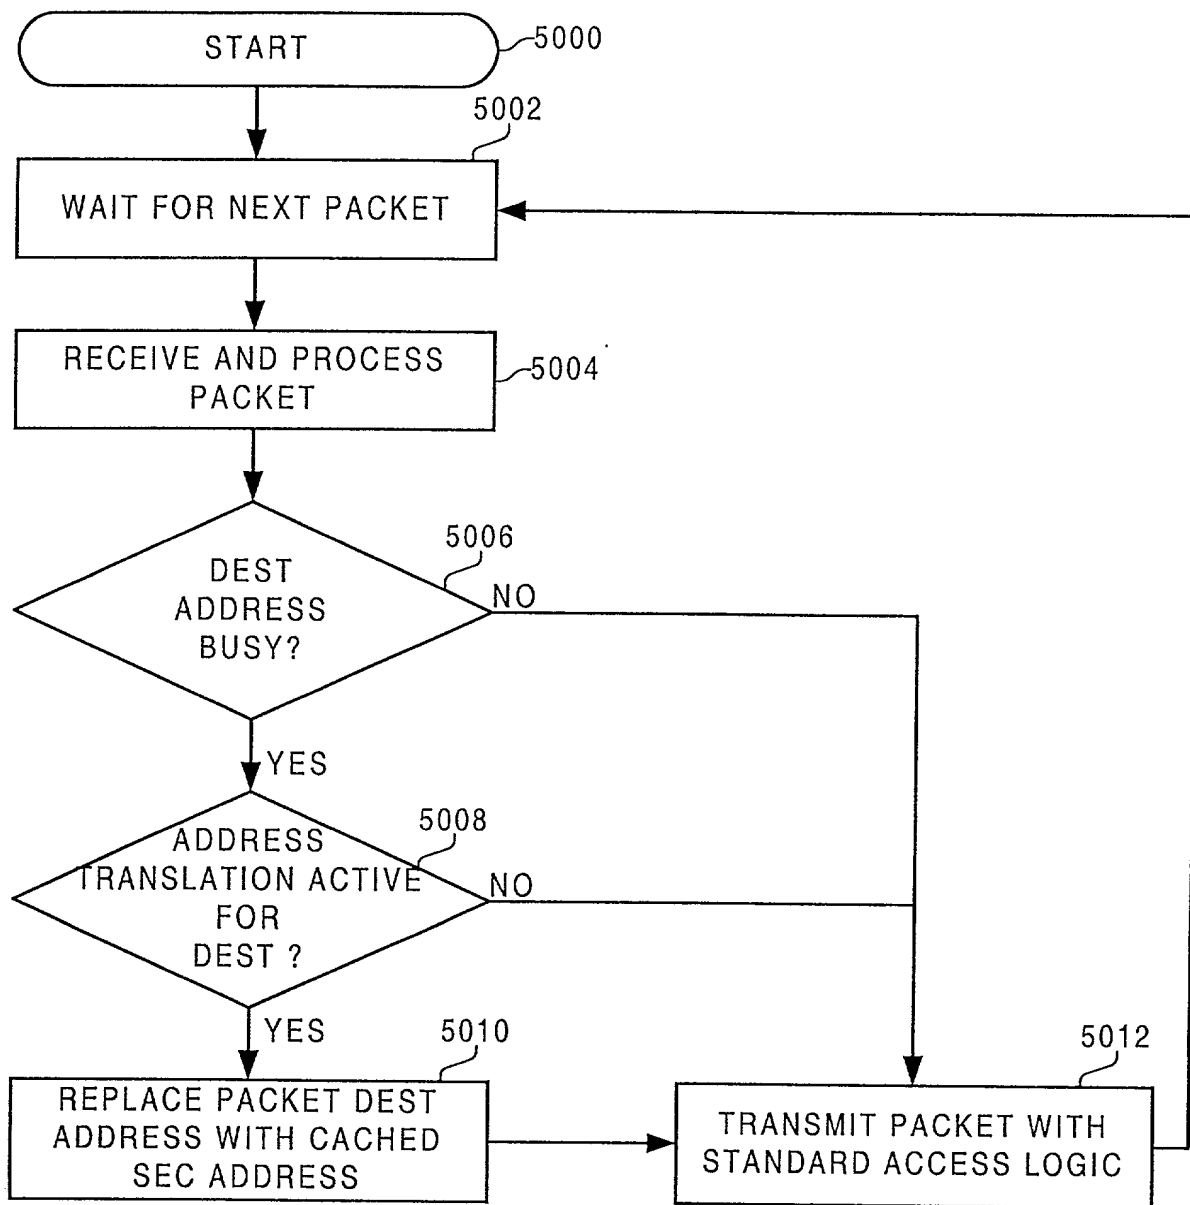 START
5000
5002
WAIT FOR NEXT PACKET
RECEIVE AND PROCESS
PACKET
5004
5006
DEST
ADDRESS
BUSY?
NO
YES
5008
ADDRESS
TRANSLATION ACTIVE
FOR
DEST ?
NO
YES
5010
REPLACE PACKET DEST
ADDRESS WITH CACHED
SEC ADDRESS
5012
TRANSMIT PACKET WITH
STANDARD ACCESS LOGIC